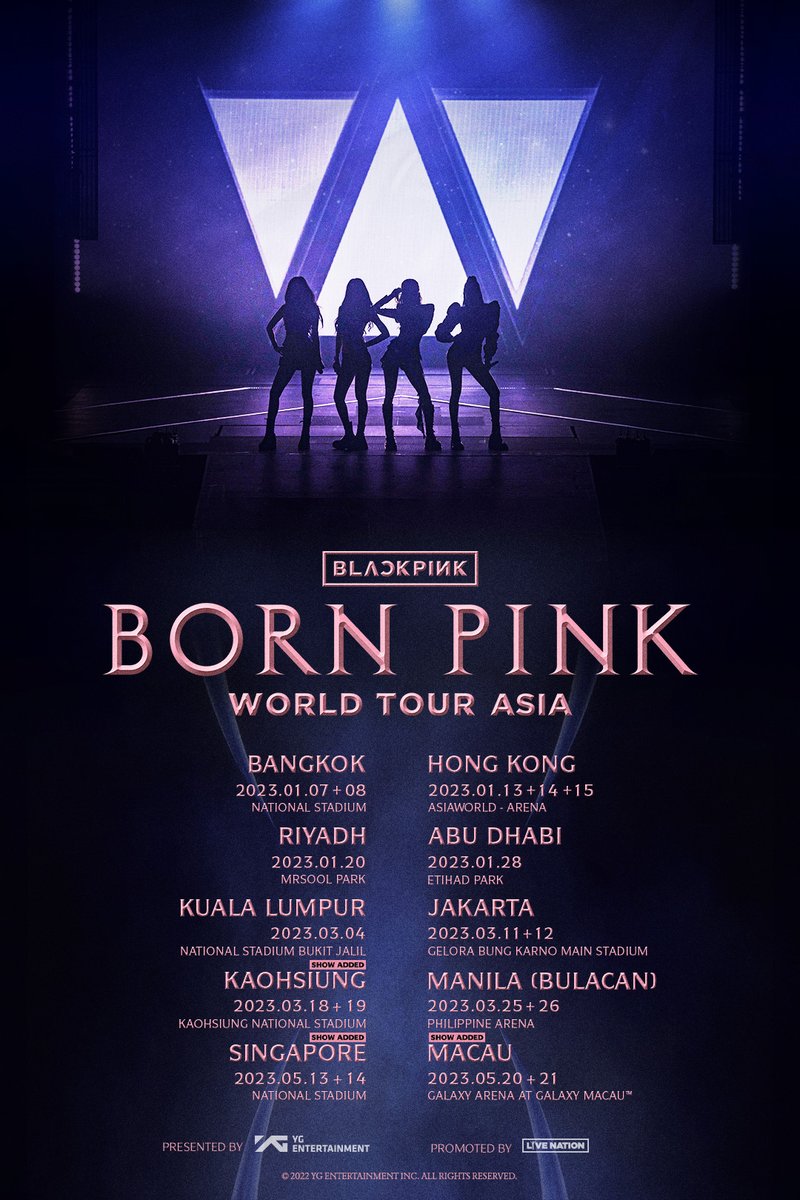 BLACKPINK
BORN PINK
WORLD TOUR ASIA
BANGKOK
2023.01.07 + 08
NATIONAL STADIUM
HONG KONG
2023.01.13 +14 +15
ASIAWORLD - ARENA
RIYADH
2023.01.20
MRSOOL PARK
ABU DHABI
2023.01.28
ETIHAD PARK
KUALA LUMPUR
2023.03.04
NATIONAL STADIUM BUKIT JALIL
JAKARTA
2023.03.11+12
GELORA BUNG KARNO MAIN STADIUM
SHOW ADDED
KAOHSIUNG
2023.03.18 + 19
KAOHSIUNG NATIONAL STADIUM
MANILA (BULACAN)
2023.03.25 + 26
PHILIPPINE ARENA
SHOW ADDED
SINGAPORE
2023.05.13 + 14
NATIONAL STADIUM
SHOW ADDED
MACAU
2023.05.20 + 21
GALAXY ARENA AT GALAXY MACAU™
PRESENTED BY YG YG ENTERTAINMENT
PROMOTED BY LIVE NATION
© 2022 YG ENTERTAINMENT INC. ALL RIGHTS RESERVED.